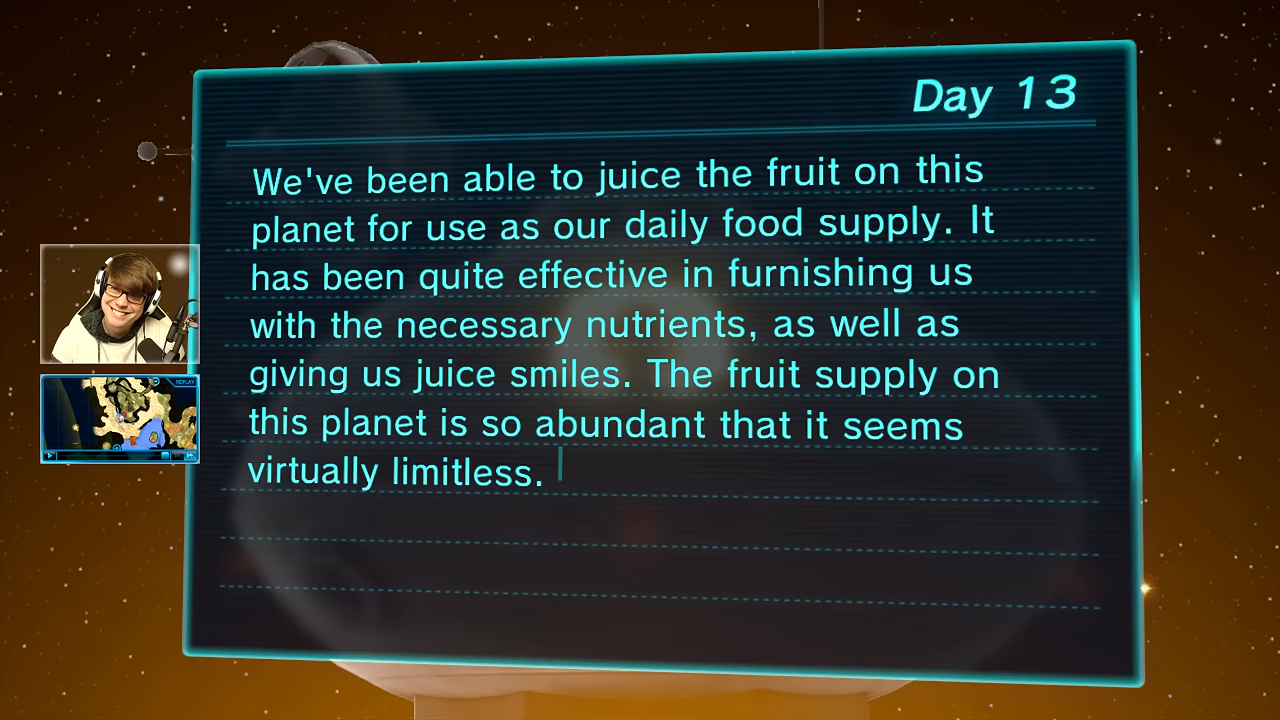 Day 13
We've been able to juice the fruit on this
planet for use as our daily food supply. It
has been quite effective in furnishing us
with the necessary nutrients, as well as
giving us juice smiles. The fruit supply on
this planet is so abundant that it seems
virtually limitless.
REPLAY